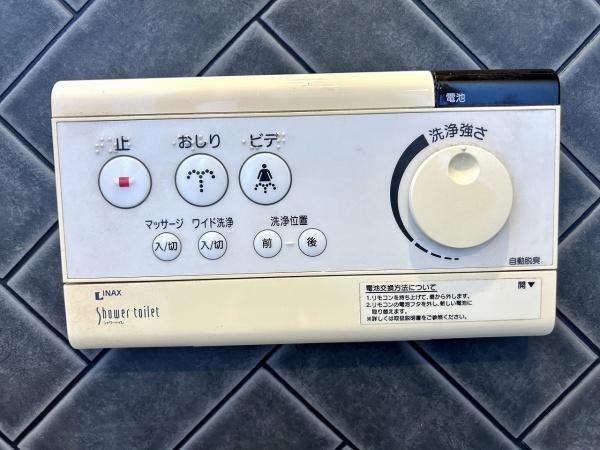 電池
止 おしり ビデ
洗浄強さ
マッサージ ワイド洗浄 洗浄位置
入/切 入/切 前 後
自動脱臭
INAX
Shower toilet
シャワートイレ
電池交換方法について
1.リモコンを持ち上げて、壁から外します。
2.リモコンの電池フタを外し、新しい電池に
取り替えます。
※詳しくは取扱説明書をご参照ください。
開▼